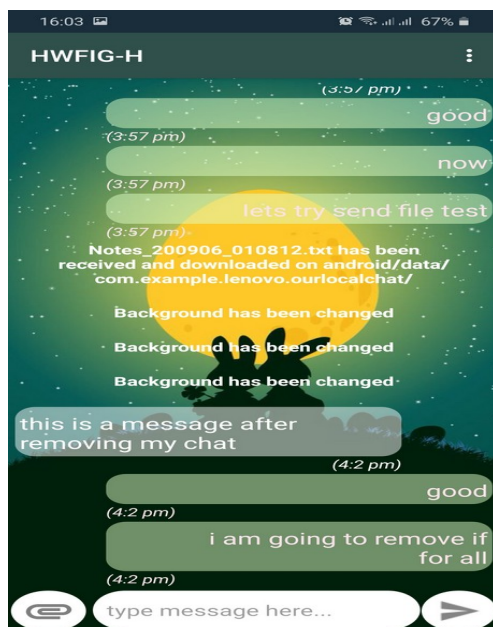 16:03 67%
HWFIG-H
(3:57 pm)
good
(3:57 pm)
now
(3:57 pm)
lets try send file test
(3:57 pm)
Notes_200906_010812.txt has been
received and downloaded on android/data/
com.example.lenovo.ourlocalchat/
Background has been changed
Background has been changed
Background has been changed
this is a message after
removing my chat
(4:2 pm)
good
(4:2 pm)
i am going to remove if
for all
(4:2 pm)
type message here...